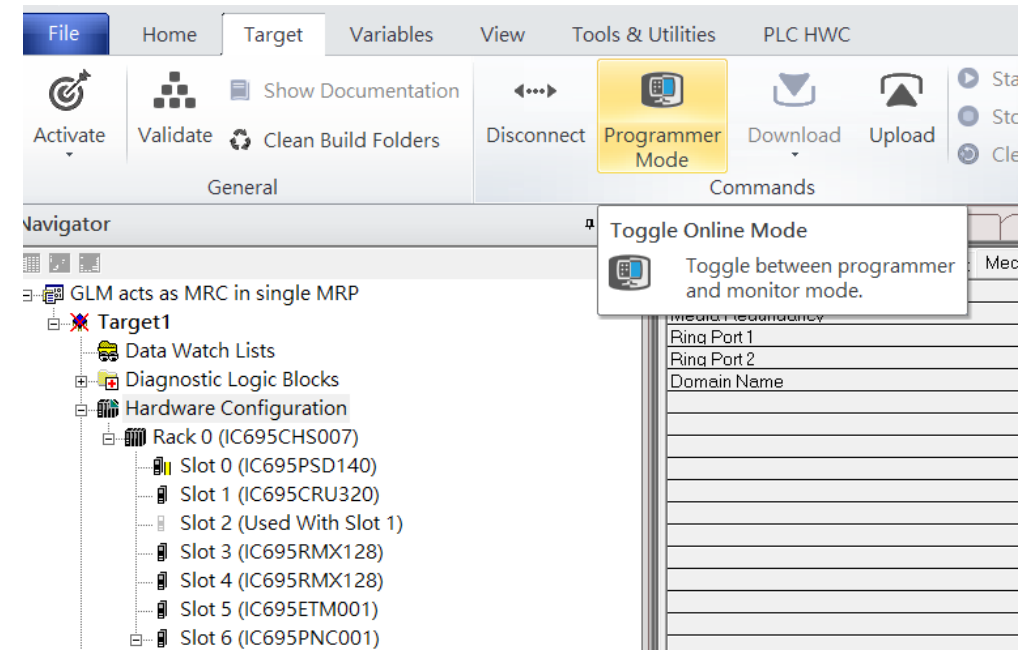 File Home Target Variables View Tools & Utilities PLC HWC
Activate
Validate
Show Documentation
Clean Build Folders
General
Disconnect
Programmer
Mode
Download
Upload
Commands
Navigator
Toggle Online Mode
Toggle between programmer
and monitor mode.
GLM acts as MRC in single MRP
Target1
Data Watch Lists
Diagnostic Logic Blocks
Hardware Configuration
Rack 0 (IC695CHS007)
Slot 0 (IC695PSD140)
Slot 1 (IC695CRU320)
Slot 2 (Used With Slot 1)
Slot 3 (IC695RMX128)
Slot 4 (IC695RMX128)
Slot 5 (IC695ETM001)
Slot 6 (IC695PNC001)
Media Redundancy
Ring Port 1
Ring Port 2
Domain Name